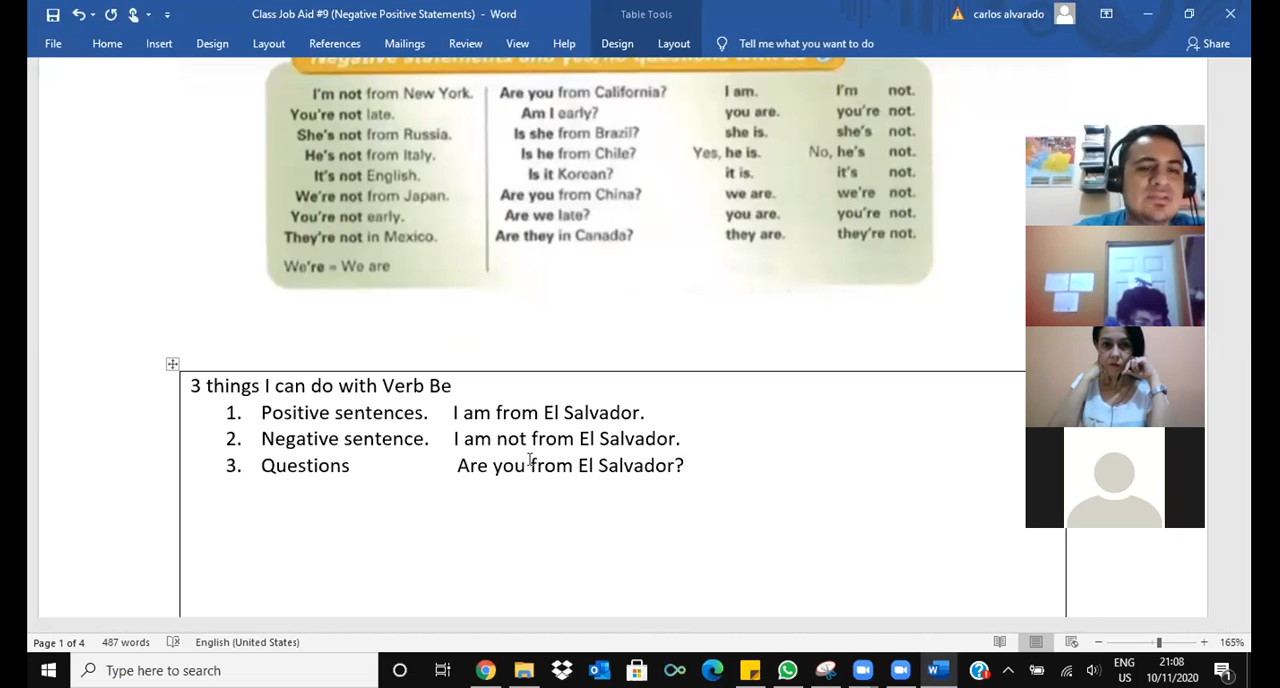 Class Job Aid #9 (Negative Positive Statements) - Word
Table Tools
carlos alvarado
File Home Insert Design Layout References Mailings Review View Help Design Layout Tell me what you want to do Share
Negative statements and yes/no questions with be
I'm not from New York. Are you from California? I am. I'm not.
You're not late. Am I early? you are. you're not.
She's not from Russia. Is she from Brazil? she is. she's not.
He's not from Italy. Is he from Chile? Yes, he is. No, he's not.
It's not English. Is it Korean? it is. it's not.
We're not from Japan. Are you from China? we are. we're not.
You're not early. Are we late? you are. you're not.
They're not in Mexico. Are they in Canada? they are. they're not.
We're = We are
3 things I can do with Verb Be
1. Positive sentences. I am from El Salvador.
2. Negative sentence. I am not from El Salvador.
3. Questions Are you from El Salvador?
Page 1 of 4 487 words English (United States) 165%
Type here to search
ENG 21:08
US 10/11/2020